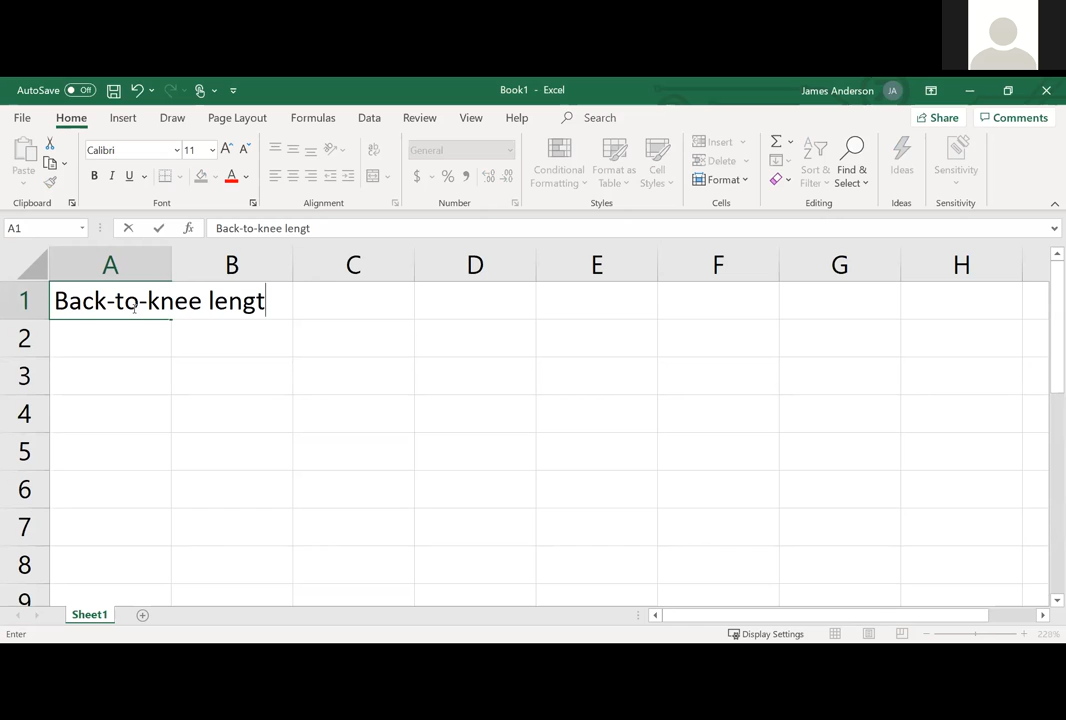 AutoSave Off Book1 - Excel James Anderson JA
File Home Insert Draw Page Layout Formulas Data Review View Help Search Share Comments
Paste Calibri 11 A A General $ % Conditional Formatting Format as Table Cell Styles Insert Delete Format Sort & Filter Find & Select Ideas Sensitivity
B I U A
Clipboard Font Alignment Number Styles Cells Editing Ideas Sensitivity
A1 fx Back-to-knee lengt
A B C D E F G H
1 Back-to-knee lengt
2
3
4
5
6
7
8
9
Sheet1
Enter Display Settings 228%